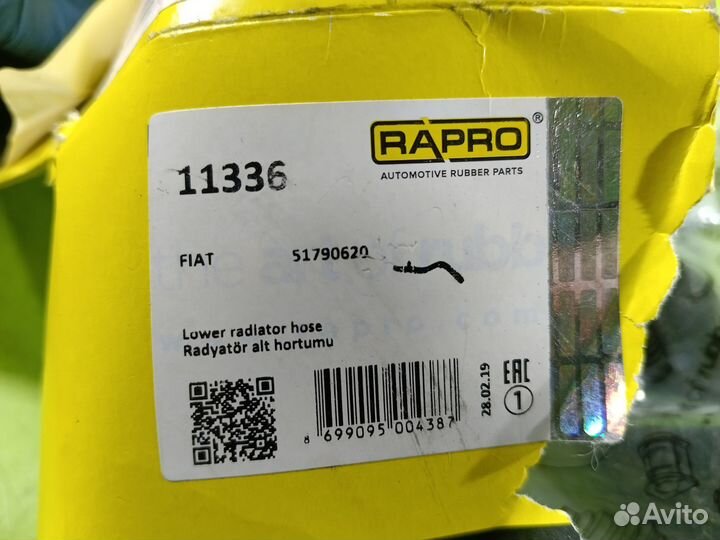 RAPRO®
AUTOMOTIVE RUBBER PARTS
11336
FIAT 51790620
Lower radiator hose
Radyatör alt hortumu
28.02.19
EAC
1
8 699095 004387
Avito